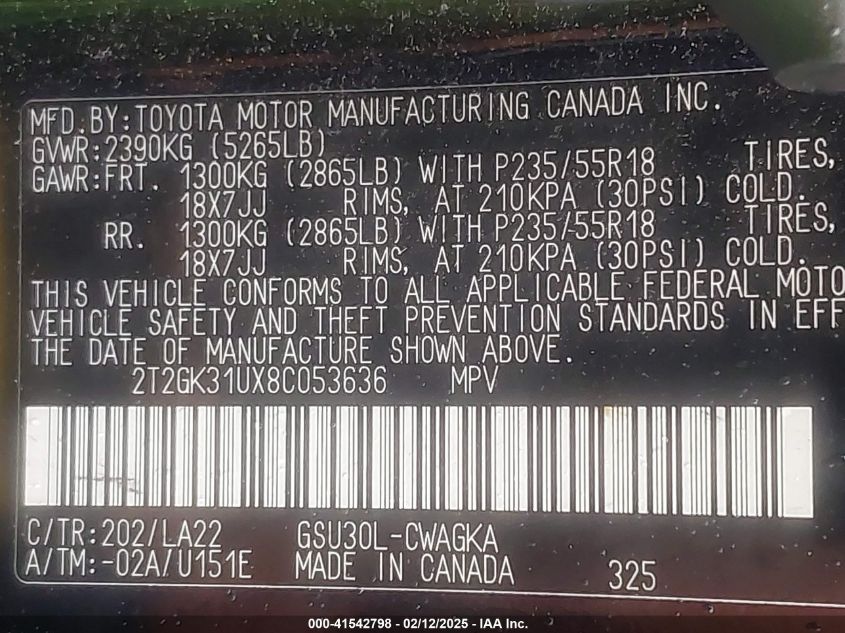 MFD.BY:TOYOTA MOTOR MANUFACTURING CANADA INC.
GVWR:2390KG (5265LB)
GAWR:FRT. 1300KG (2865LB) WITH P235/55R18 TIRES,
18X7JJ RIMS, AT 210KPA (30PSI) COLD.
RR. 1300KG (2865LB) WITH P235/55R18 TIRES,
18X7JJ RIMS, AT 210KPA (30PSI) COLD.
THIS VEHICLE CONFORMS TO ALL APPLICABLE FEDERAL MOTO
VEHICLE SAFETY AND THEFT PREVENTION STANDARDS IN EFF
THE DATE OF MANUFACTURE SHOWN ABOVE.
2T2GK31UX8C053636 MPV
C/TR:202/LA22 GSU30L-CWAGKA
A/TM:-02A/U151E MADE IN CANADA 325
000-41542798 - 02/12/2025 - IAA Inc.